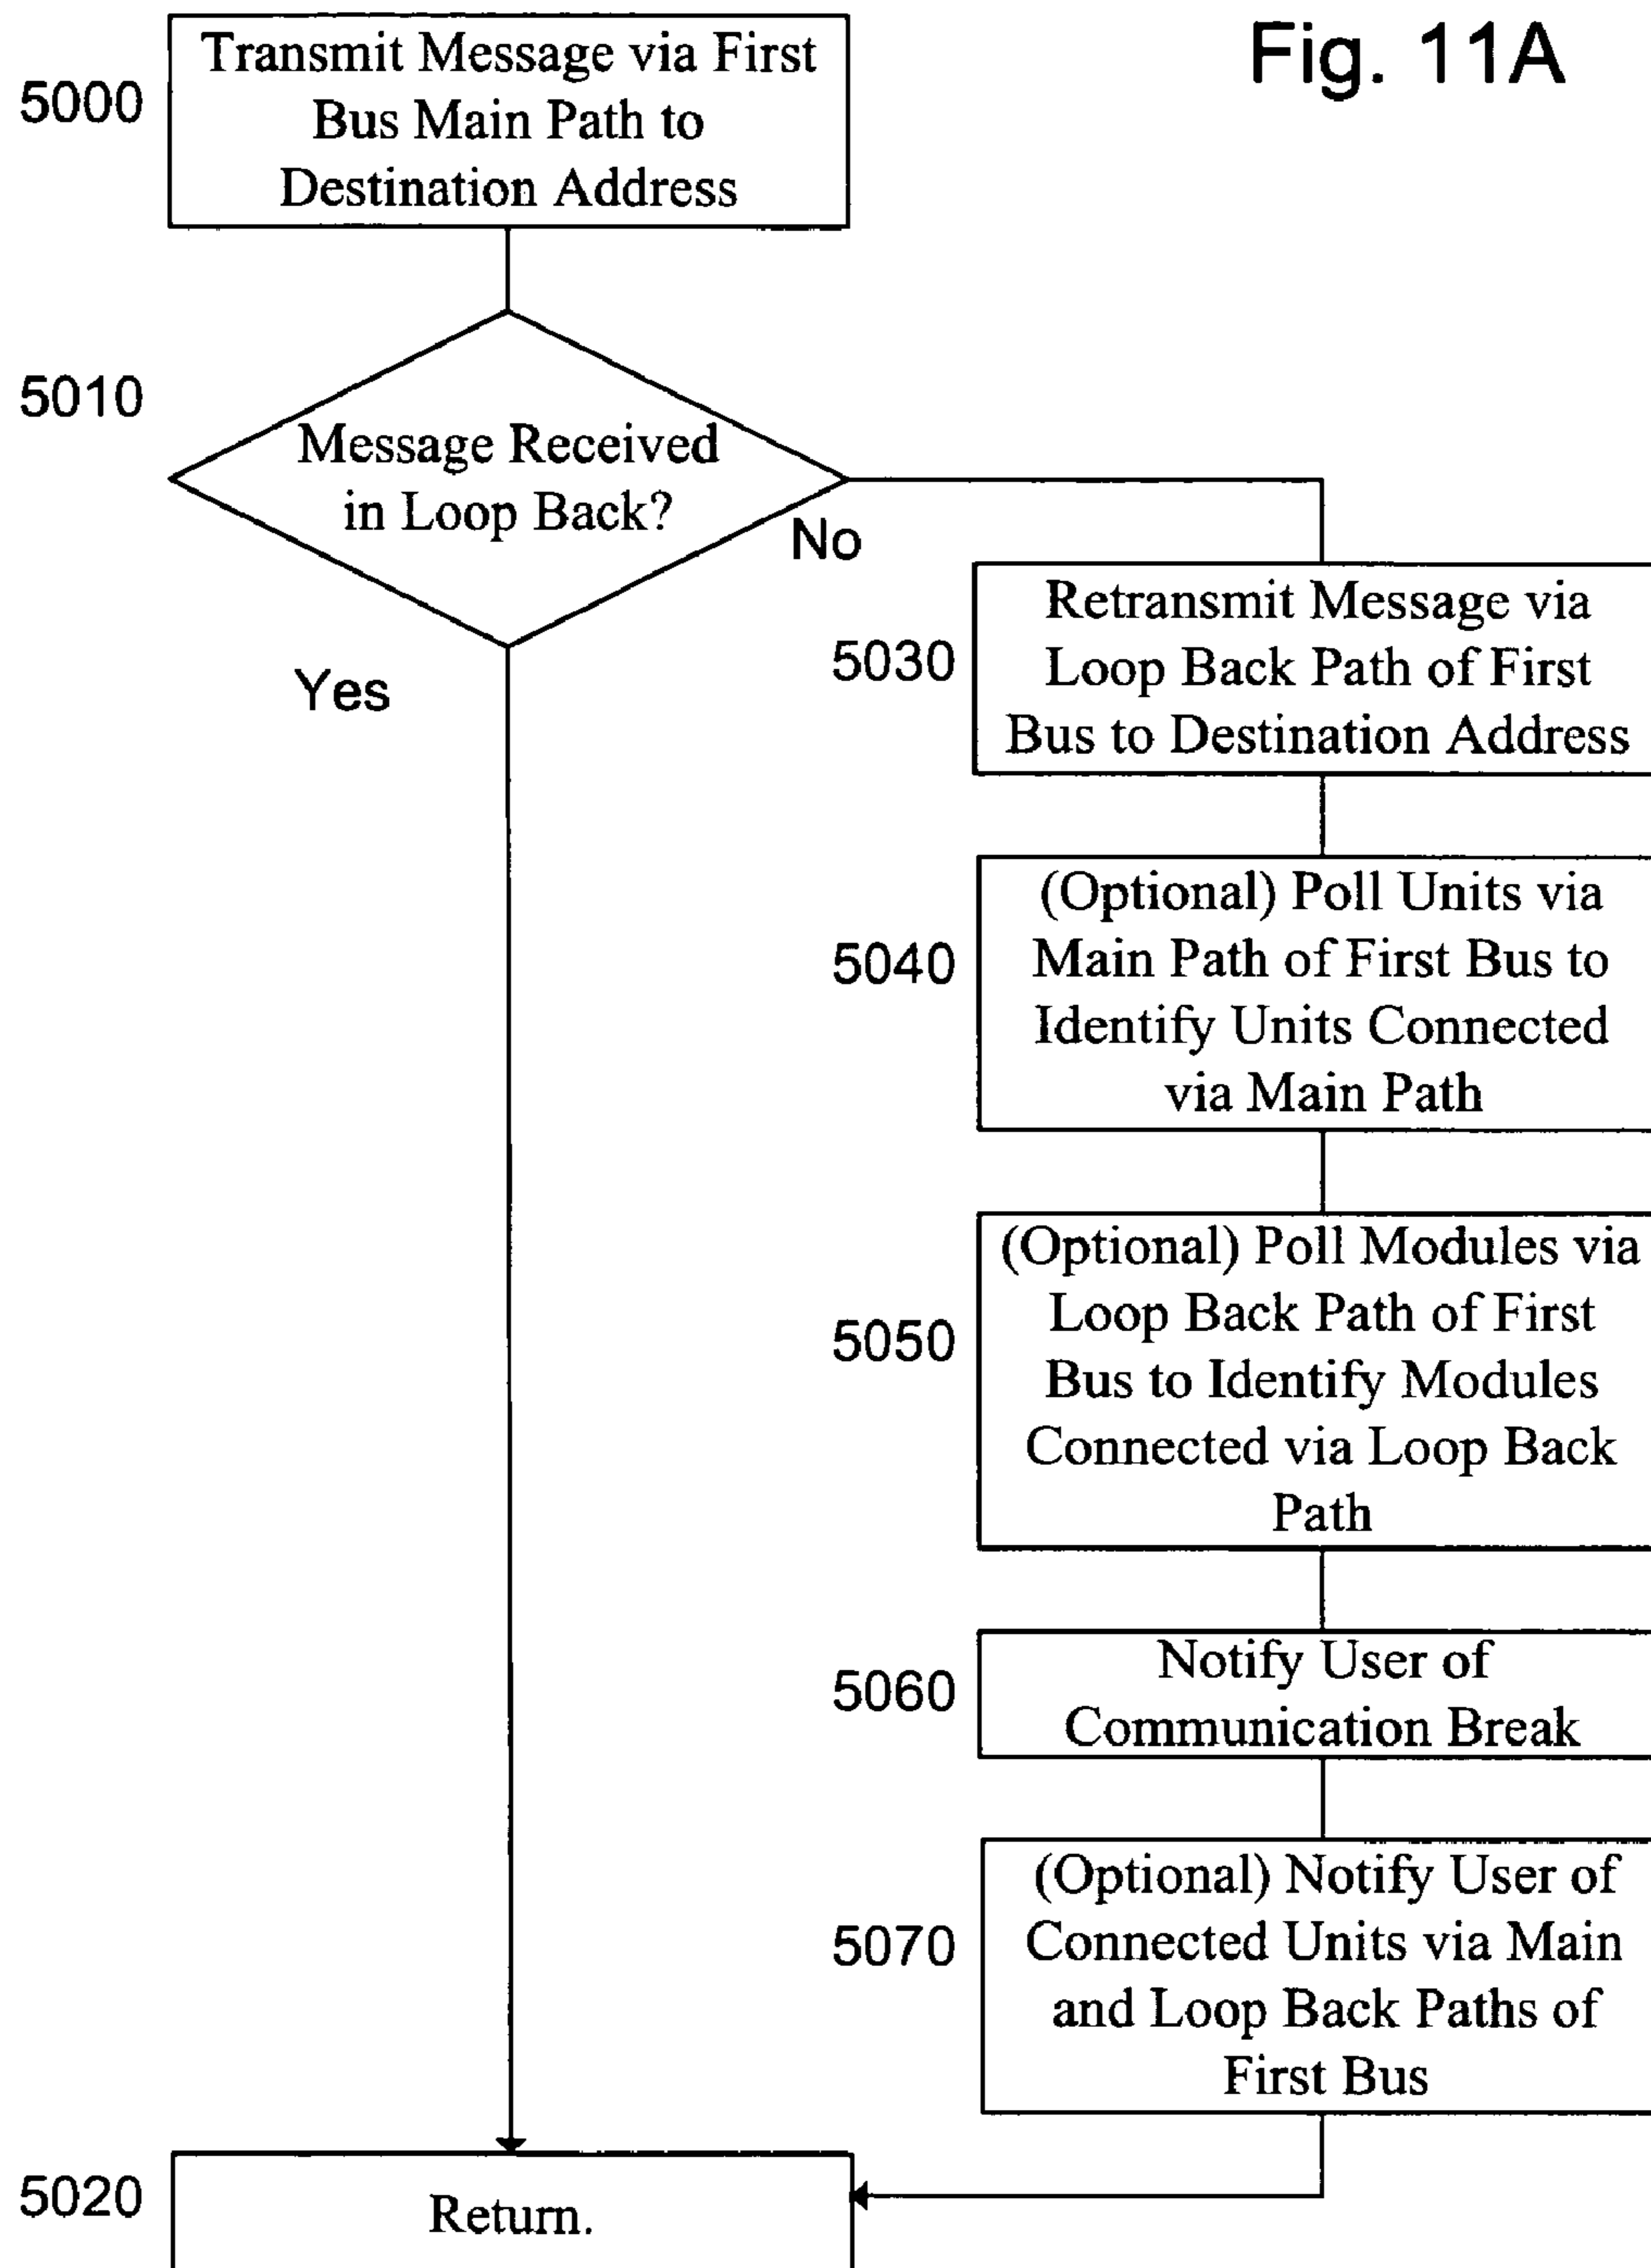 Fig. 11A
5000
Transmit Message via First
Bus Main Path to
Destination Address
5010
Message Received
in Loop Back?
No
Yes
5030
Retransmit Message via
Loop Back Path of First
Bus to Destination Address
5040
(Optional) Poll Units via
Main Path of First Bus to
Identify Units Connected
via Main Path
5050
(Optional) Poll Modules via
Loop Back Path of First
Bus to Identify Modules
Connected via Loop Back
Path
5060
Notify User of
Communication Break
5070
(Optional) Notify User of
Connected Units via Main
and Loop Back Paths of
First Bus
5020
Return.